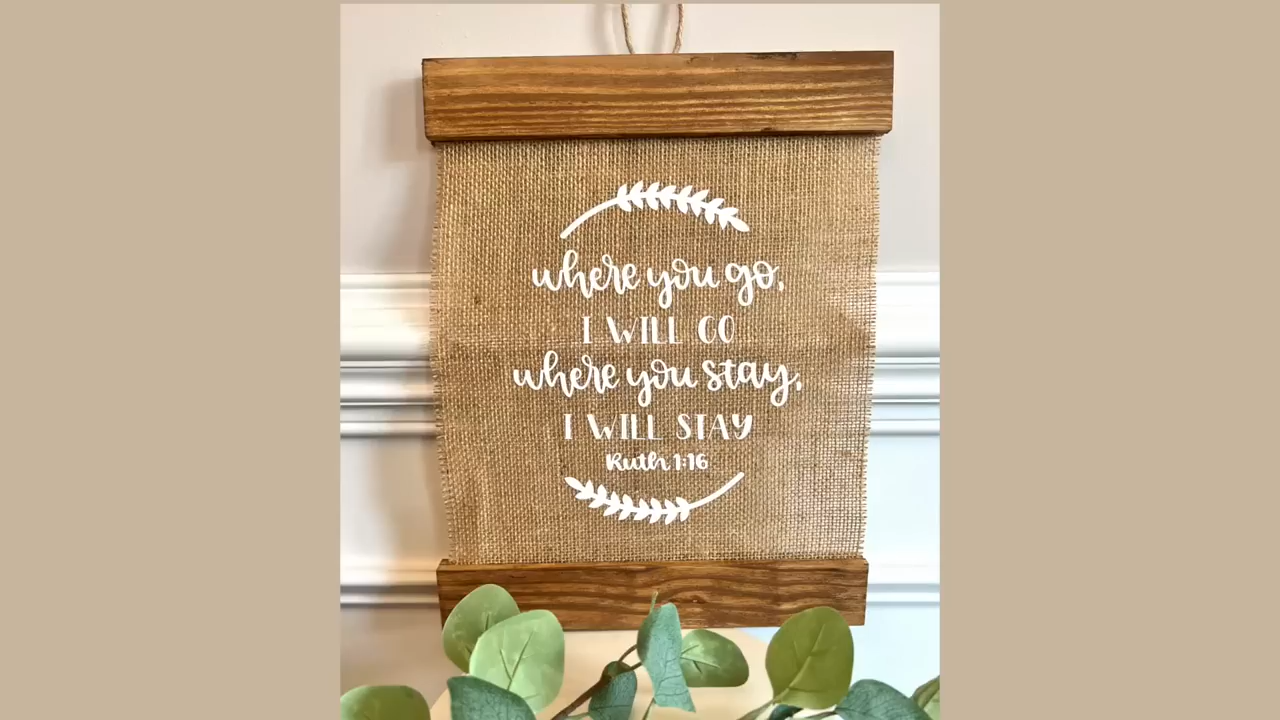 where you go,
I WILL GO
where you stay,
I WILL STAY
Ruth 1:16